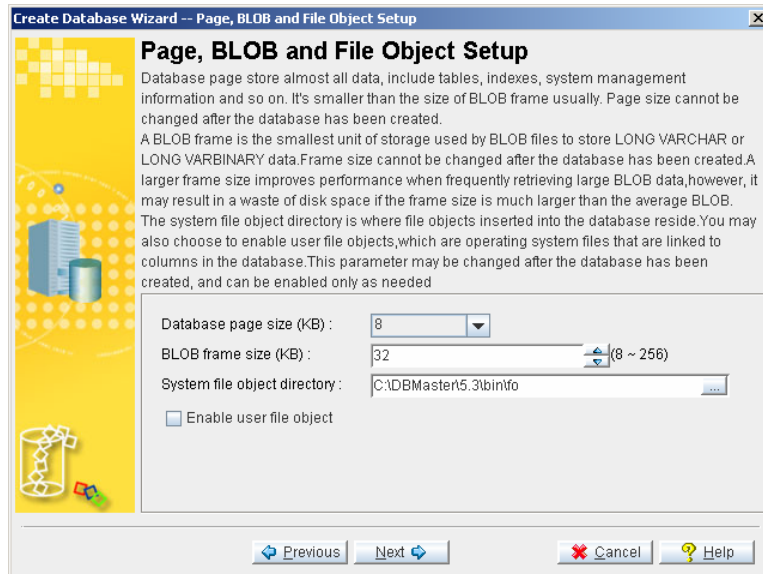 Create Database Wizard -- Page, BLOB and File Object Setup
Page, BLOB and File Object Setup
Database page store almost all data, include tables, indexes, system management
information and so on. It's smaller than the size of BLOB frame usually. Page size cannot be
changed after the database has been created.
A BLOB frame is the smallest unit of storage used by BLOB files to store LONG VARCHAR or
LONG VARBINARY data.Frame size cannot be changed after the database has been created.A
larger frame size improves performance when frequently retrieving large BLOB data,however, it
may result in a waste of disk space if the frame size is much larger than the average BLOB.
The system file object directory is where file objects inserted into the database reside.You may
also choose to enable user file objects,which are operating system files that are linked to
columns in the database.This parameter may be changed after the database has been
created, and can be enabled only as needed
Database page size (KB) : 8
BLOB frame size (KB) : 32 (8 ~ 256)
System file object directory : C:\DBMaster\5.3\bin\fo ...
Enable user file object
Previous Next Cancel Help